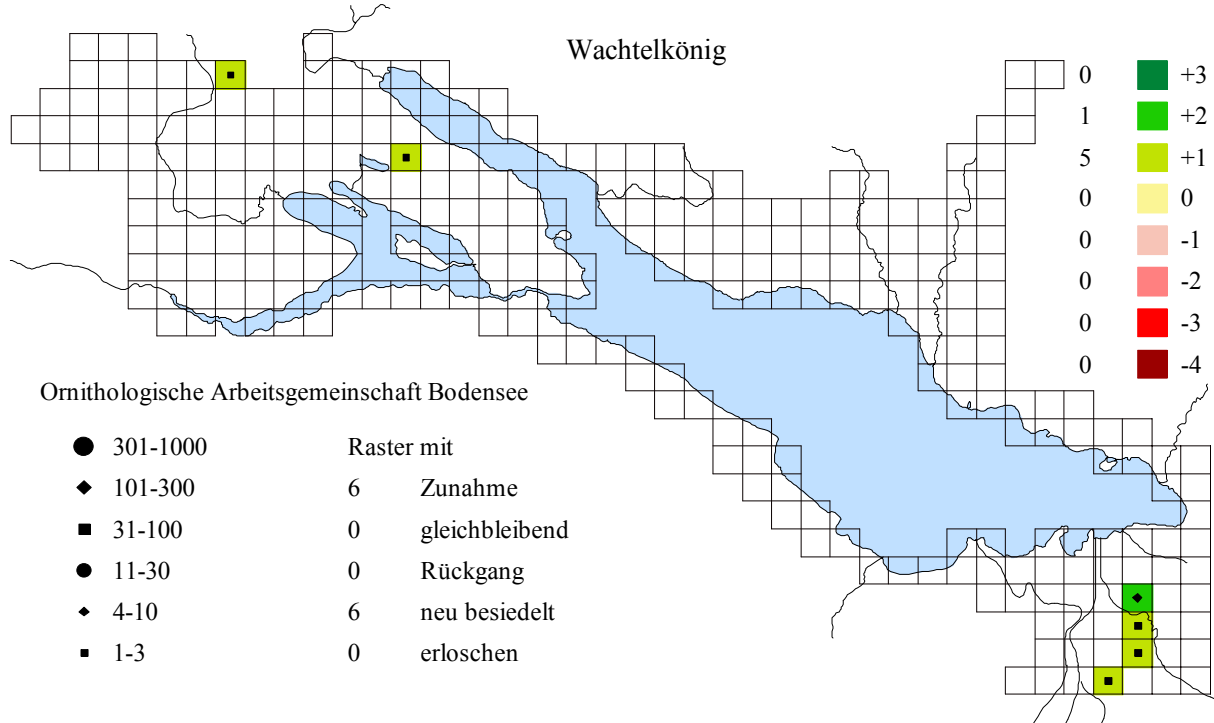 Wachtelkönig
0 +3
1 +2
5 +1
0 0
0 -1
0 -2
0 -3
0 -4
Ornithologische Arbeitsgemeinschaft Bodensee
301-1000 Raster mit
101-300 6 Zunahme
31-100 0 gleichbleibend
11-30 0 Rückgang
4-10 6 neu besiedelt
1-3 0 erloschen